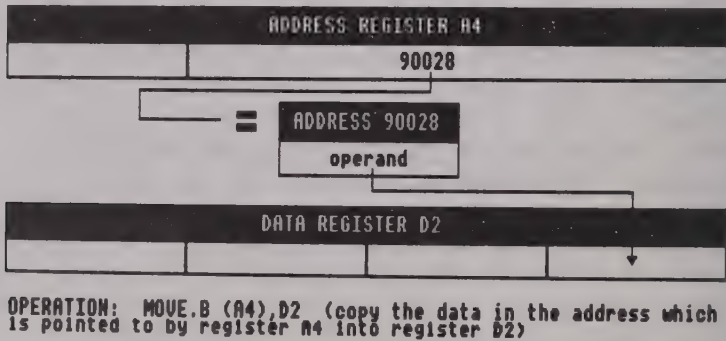 ADDRESS REGISTER A4
90028
= ADDRESS 90028
operand
DATA REGISTER D2
OPERATION: MOVE.B (A4),D2 (copy the data in the address which
is pointed to by register A4 into register D2)